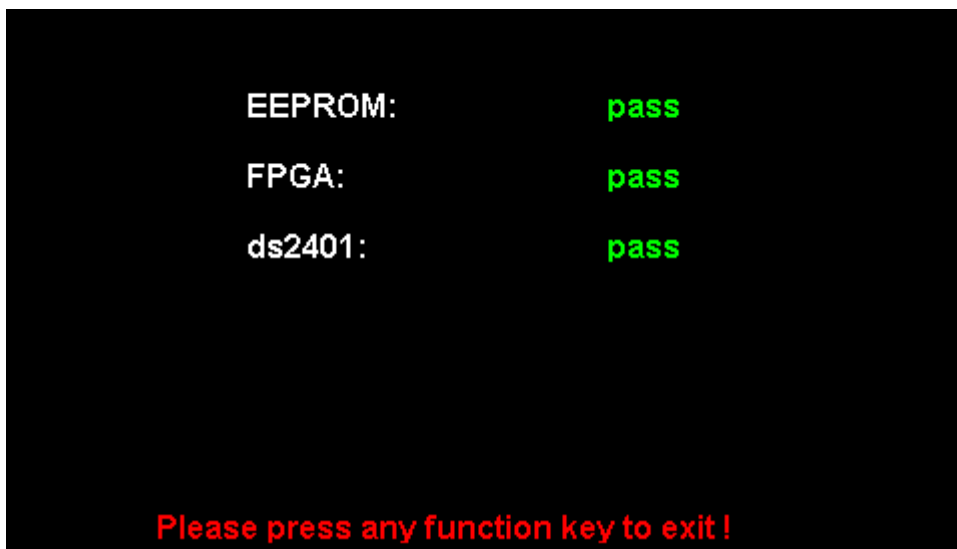 EEPROM: pass
FPGA: pass
ds2401: pass
Please press any function key to exit !